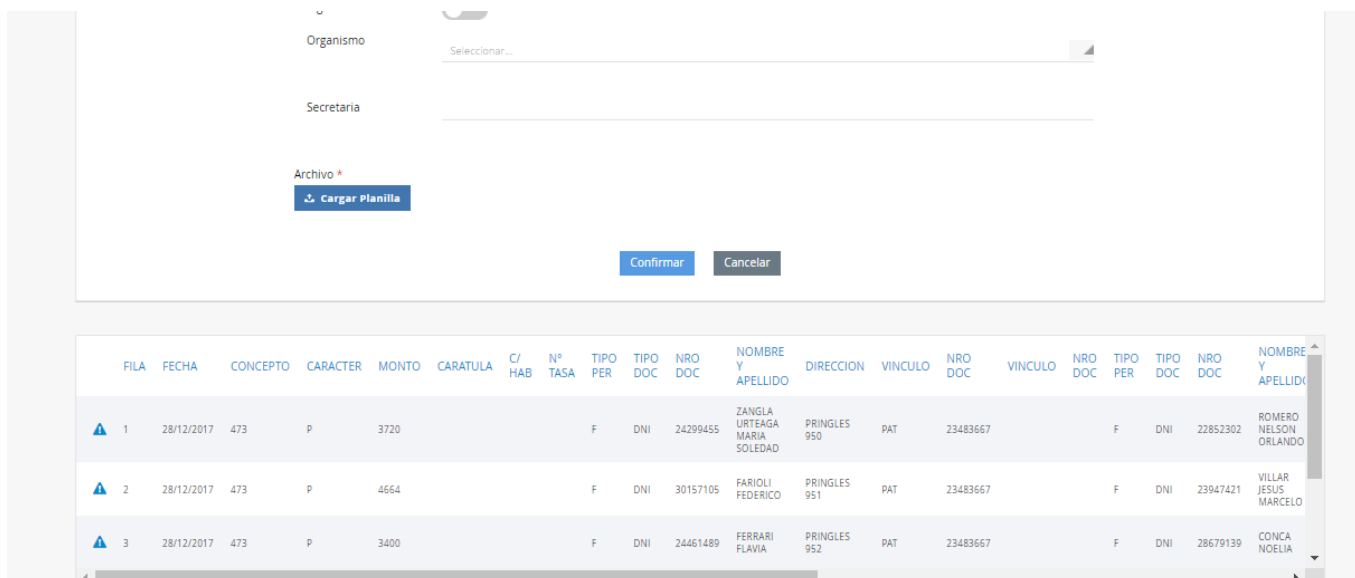 Organismo
Seleccionar...
Secretaria
Archivo *
Cargar Planilla
Confirmar Cancelar
FILA FECHA CONCEPTO CARACTER MONTO CARATULA C/ HAB Nº TASA TIPO PER TIPO DOC NRO DOC NOMBRE Y APELLIDO DIRECCION VINCULO NRO DOC VINCULO NRO DOC TIPO PER TIPO DOC NRO DOC NOMBRE Y APELLIDO
1 28/12/2017 473 P 3720 F DNI 24299455 ZANGLA URTEAGA MARIA SOLEDAD PRINGLES 950 PAT 23483667 F DNI 22852302 ROMERO NELSON ORLANDO
2 28/12/2017 473 P 4664 F DNI 30157105 FARIOLI FEDERICO PRINGLES 951 PAT 23483667 F DNI 23947421 VILLAR JESUS MARCELO
3 28/12/2017 473 P 3400 F DNI 24461489 FERRARI FLAVIA PRINGLES 952 PAT 23483667 F DNI 28679139 CONCA NOELIA